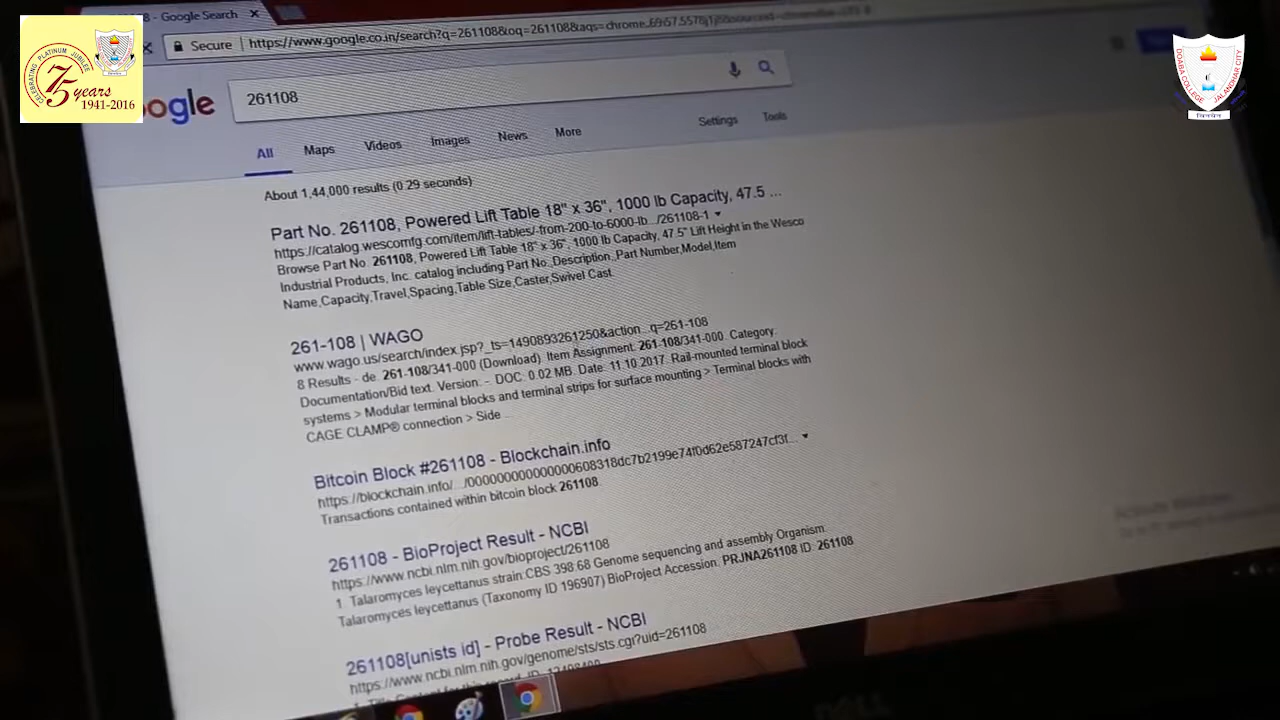 261108 - Google Search
Secure
https://www.google.co.in/search?q=261108&oq=261108&aqs=chrome..69i57.5578j1j8&sourceid
CELEBRATING PLATINUM JUBILEE
75 years
1941-2016
DOABA COLLEGE JALANDHAR CITY
oogle
261108
All Maps Videos Images News More Settings Tools
About 1,44,000 results (0.29 seconds)
Part No. 261108, Powered Lift Table 18" x 36", 1000 lb Capacity, 47.5 ...
https://catalog.wescomfg.com/item/lift-tables/-from-200-to-6000-lb.../261108-1
Browse Part No. 261108, Powered Lift Table 18" x 36", 1000 lb Capacity, 47.5" Lift Height in the Wesco
Industrial Products, Inc. catalog including Part No.,Description,,Part Number,Model,Item
Name,Capacity,Travel,Spacing,Table Size,Caster,Swivel Cast
261-108 | WAGO
www.wago.us/search/index.jsp?_ts=1490893261250&action...q=261-108
8 Results - de. 261-108/341-000 (Download). Item Assignment: 261-108/341-000. Category:
Documentation/Bid text. Version. -. DOC: 0.02 MB. Date: 11.10.2017. Rail-mounted terminal block
systems > Modular terminal blocks and terminal strips for surface mounting > Terminal blocks with
CAGE CLAMP® connection > Side ...
Bitcoin Block #261108 - Blockchain.info
https://blockchain.info/.../0000000000000608318dc7b2199e74f0d62e587247cf3f...
Transactions contained within bitcoin block 261108.
261108 - BioProject Result - NCBI
https://www.ncbi.nlm.nih.gov/bioproject/261108
1. Talaromyces leycettanus strain:CBS 398.68 Genome sequencing and assembly Organism:
Talaromyces leycettanus (Taxonomy ID 196907) BioProject Accession: PRJNA261108 ID: 261108.
261108[unists id] - Probe Result - NCBI
https://www.ncbi.nlm.nih.gov/genome/sts/sts.cgi?uid=261108
DELL